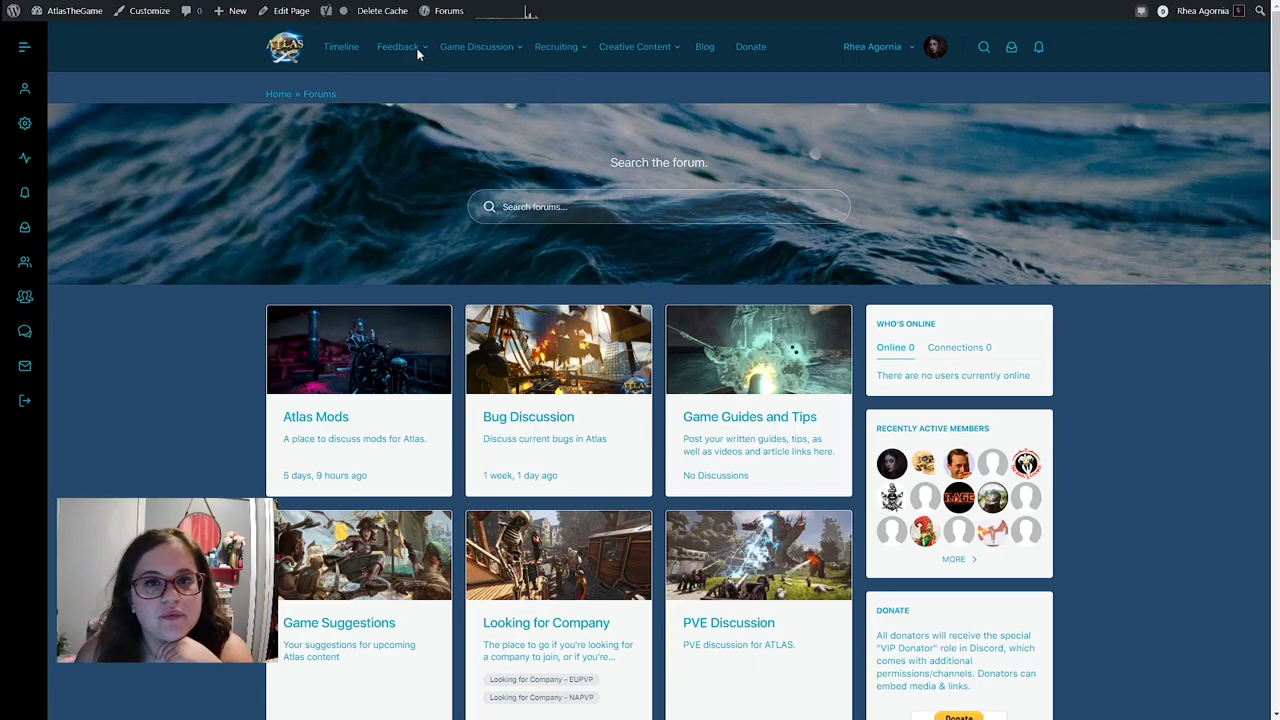 AtlasTheGame Customize 0 New Edit Page Delete Cache Forums 0 Rhea Agornia
ATLAS Timeline Feedback Game Discussion Recruiting Creative Content Blog Donate Rhea Agornia
Home » Forums
Search the forum.
Search forums...
Atlas Mods
A place to discuss mods for Atlas.
5 days, 9 hours ago
Bug Discussion
Discuss current bugs in Atlas
1 week, 1 day ago
Game Guides and Tips
Post your written guides, tips, as
well as videos and article links here.
No Discussions
WHO'S ONLINE
Online 0 Connections 0
There are no users currently online
RECENTLY ACTIVE MEMBERS
RAGE
MORE >
Game Suggestions
Your suggestions for upcoming
Atlas content
Looking for Company
The place to go if you're looking for
a company to join, or if you're...
Looking for Company – EUPVP
Looking for Company – NAPVP
PVE Discussion
PVE discussion for ATLAS.
DONATE
All donators will receive the special
"VIP Donator" role in Discord, which
comes with additional
permissions/channels. Donators can
embed media & links.
Donate